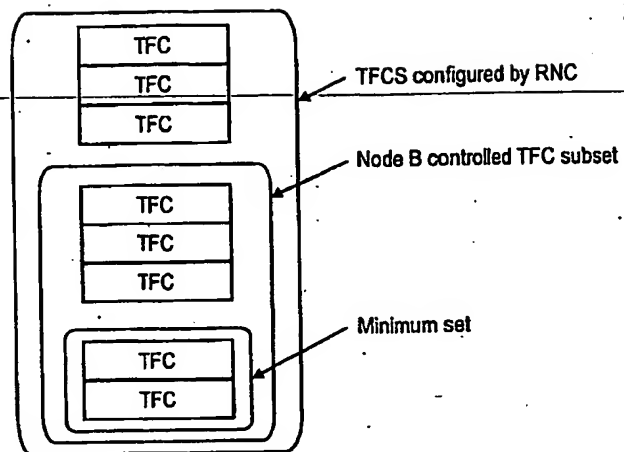 TFC
TFC
TFC
TFCS configured by RNC
Node B controlled TFC subset
TFC
TFC
TFC
Minimum set
TFC
TFC